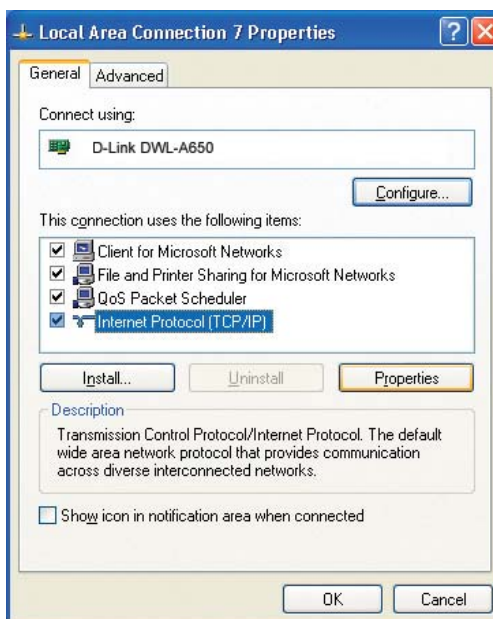 Local Area Connection 7 Properties
General
Advanced
Connect using:
D-Link DWL-A650
Configure...
This connection uses the following items:
Client for Microsoft Networks
File and Printer Sharing for Microsoft Networks
QoS Packet Scheduler
Internet Protocol (TCP/IP)
Install...
Uninstall
Properties
Description
Transmission Control Protocol/Internet Protocol. The default
wide area network protocol that provides communication
across diverse interconnected networks.
Show icon in notification area when connected
OK
Cancel